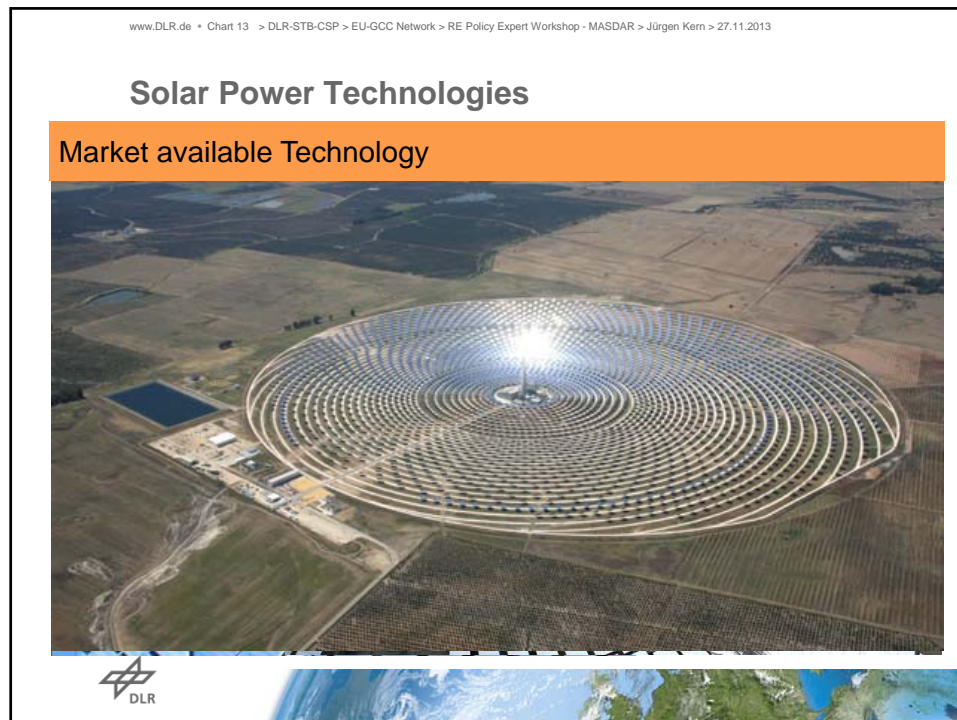 www.DLR.de • Chart 13 > DLR-STB-CSP > EU-GCC Network > RE Policy Expert Workshop - MASDAR > Jürgen Kern > 27.11.2013
Solar Power Technologies
Market available Technology
DLR